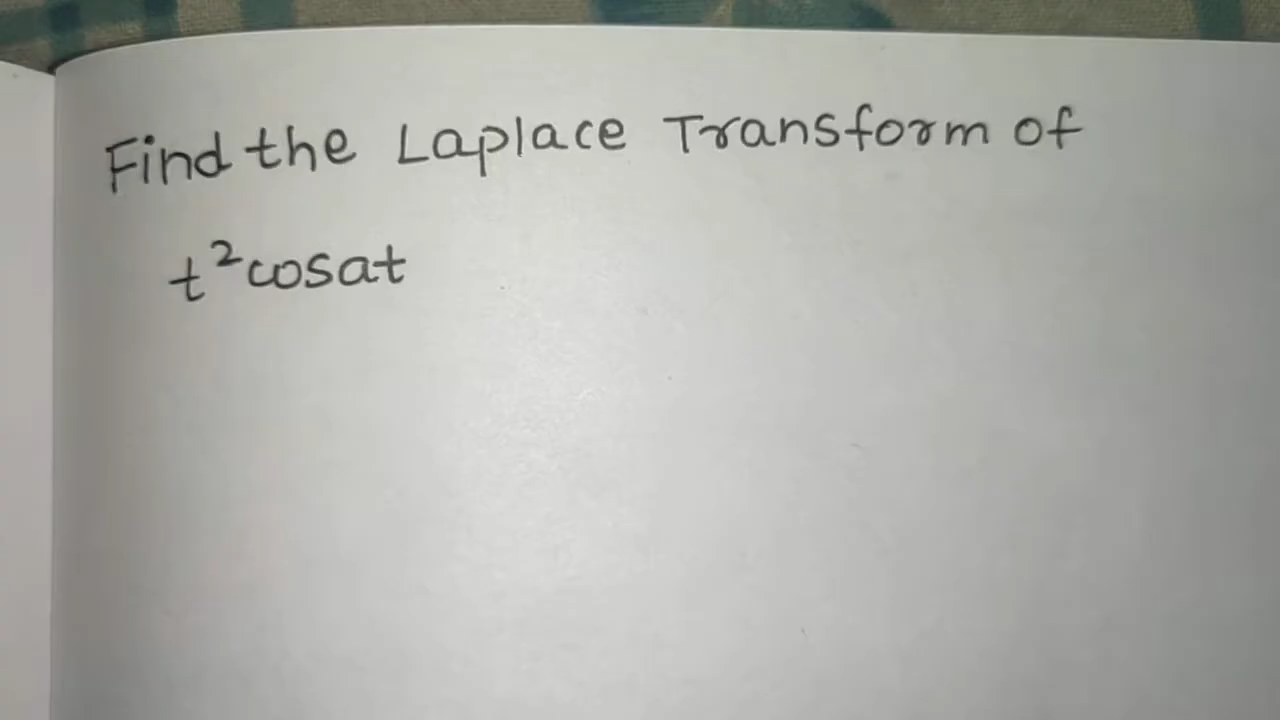 Find the Laplace Transform of
t²cosat